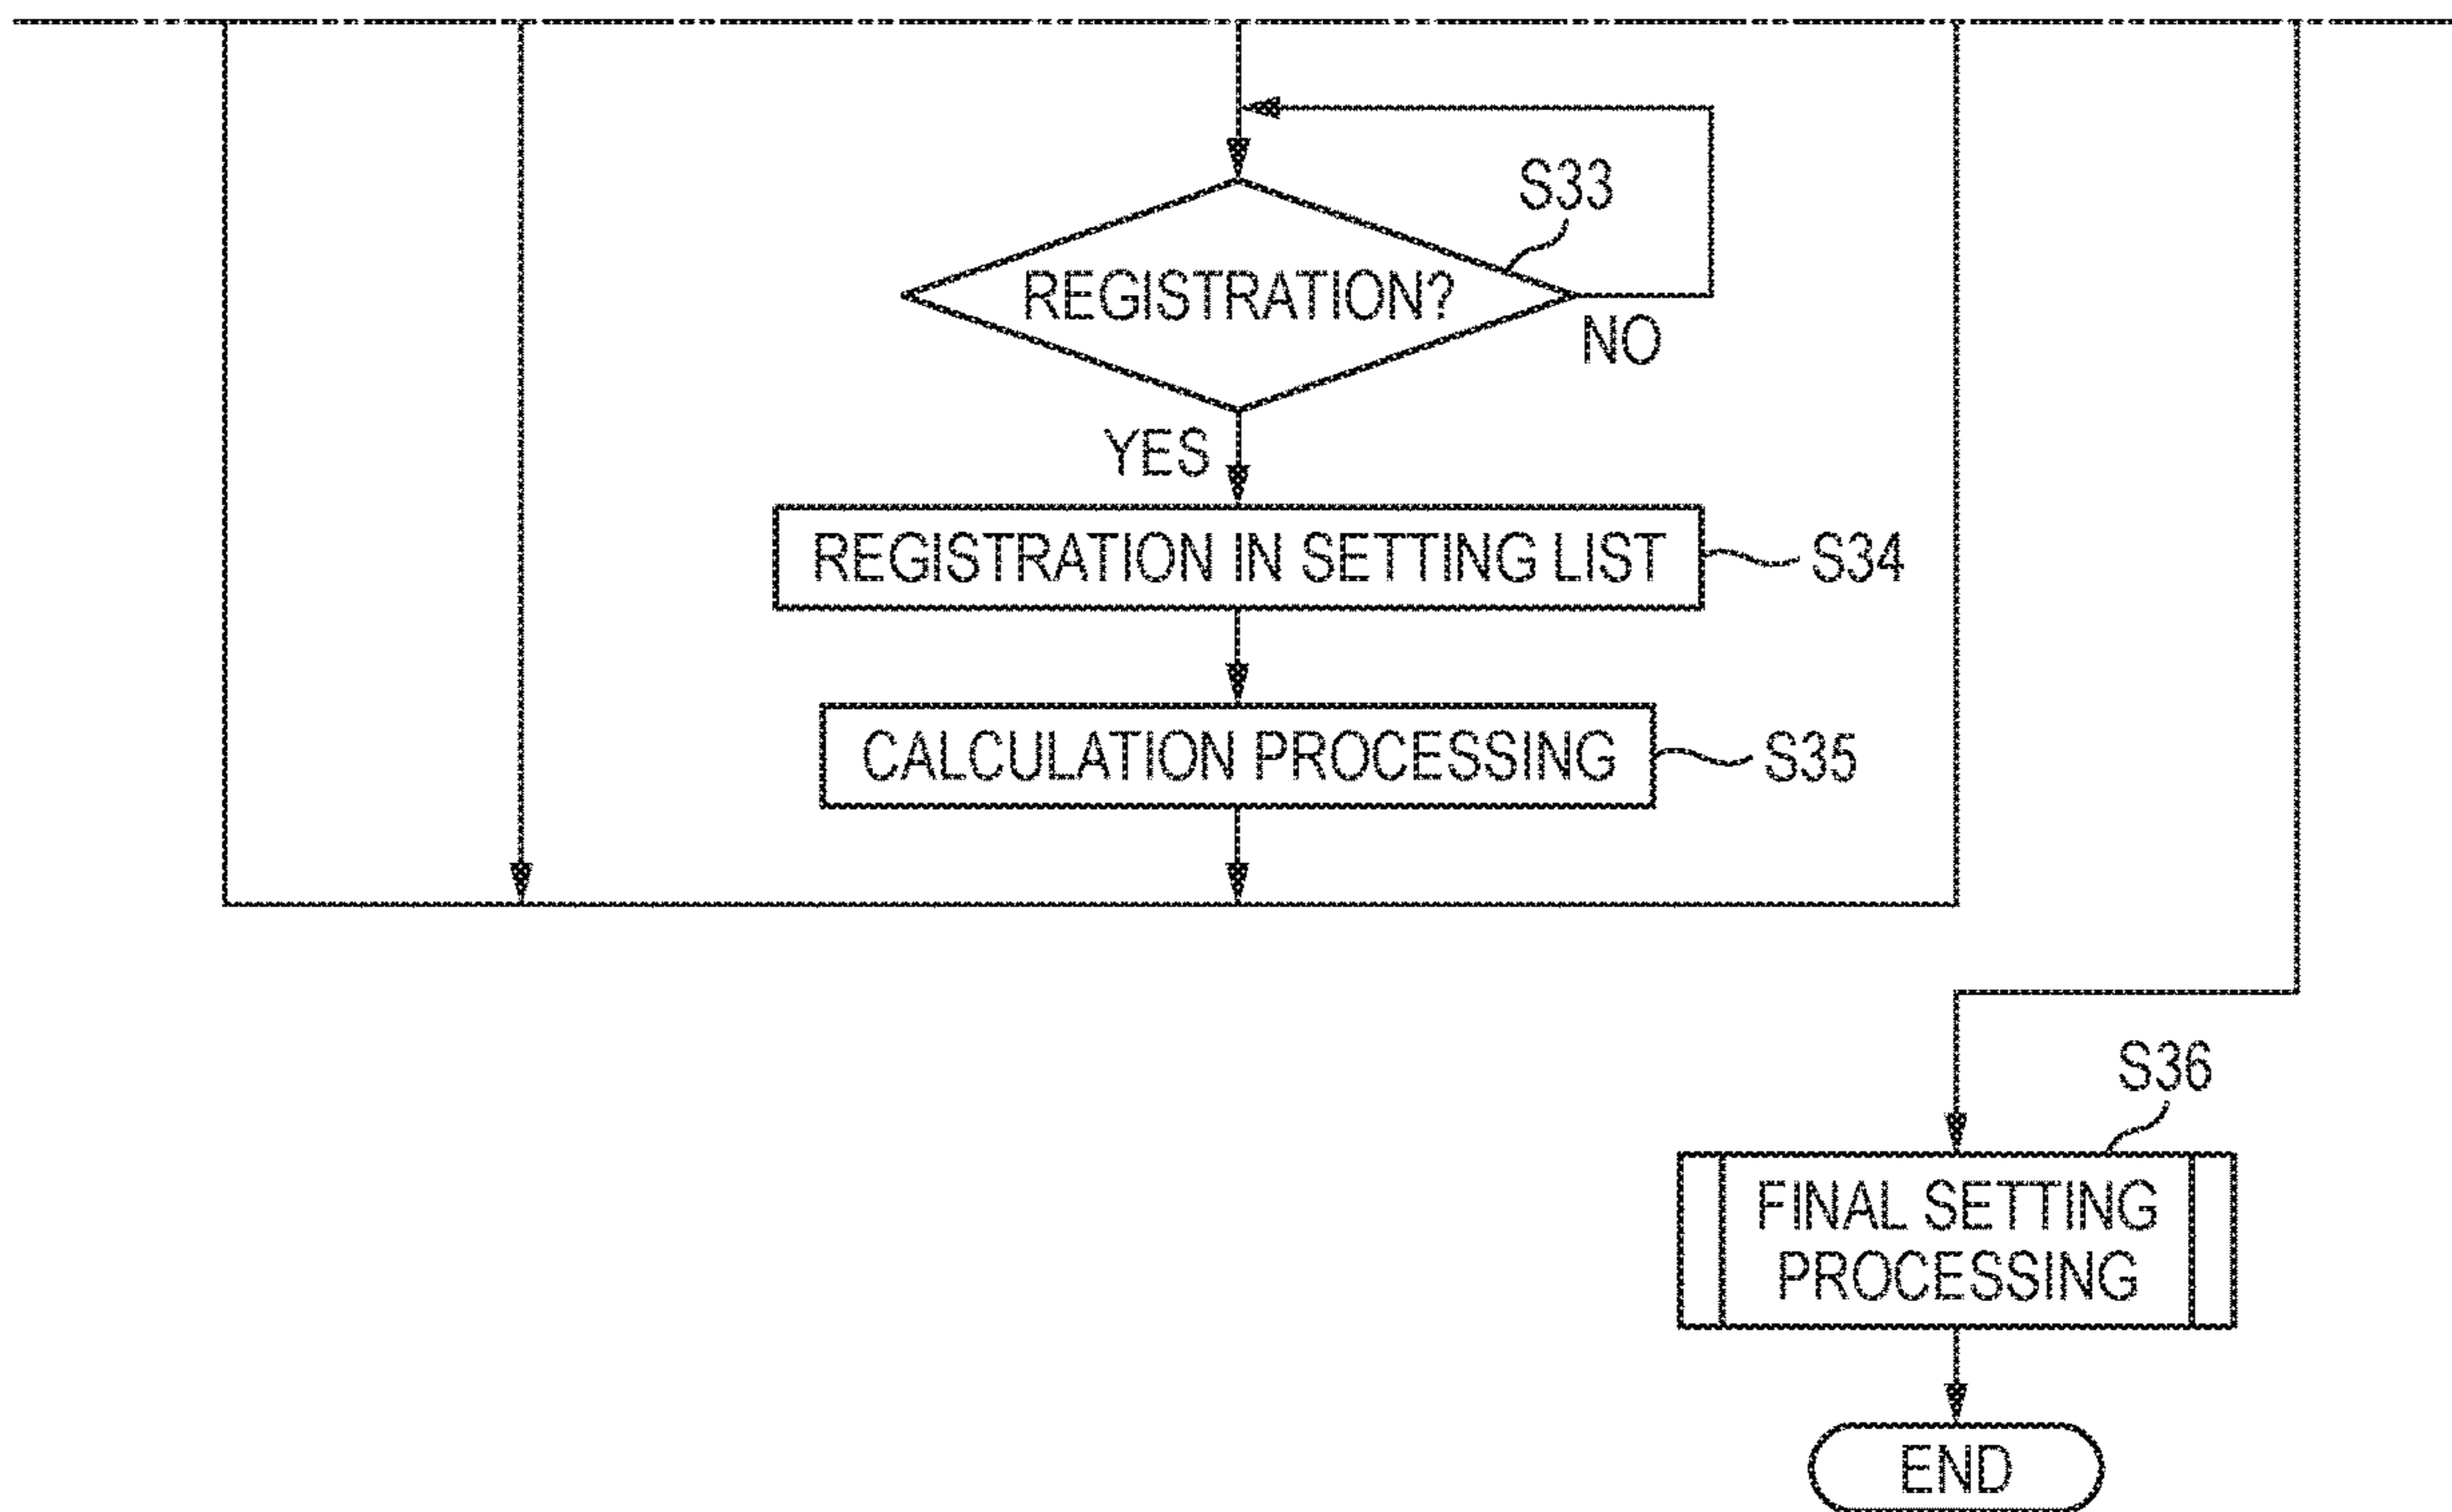 S33
REGISTRATION?
NO
YES
REGISTRATION IN SETTING LIST
S34
CALCULATION PROCESSING
S35
S36
FINAL SETTING
PROCESSING
END